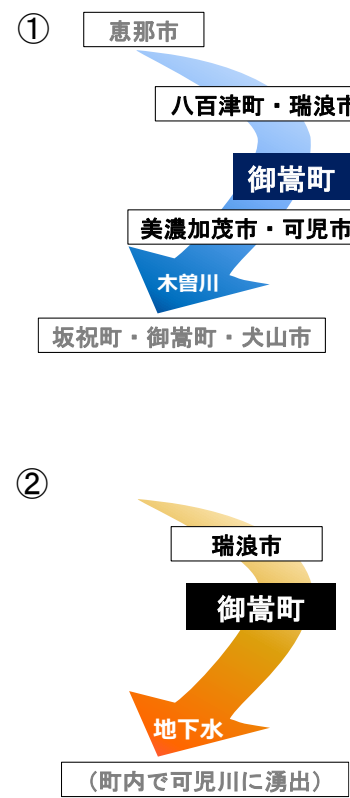 ①
恵那市
八百津町・瑞浪市
御嵩町
美濃加茂市・可児市
木曽川
坂祝町・御嵩町・犬山市
②
瑞浪市
御嵩町
地下水
（町内で可児川に湧出）